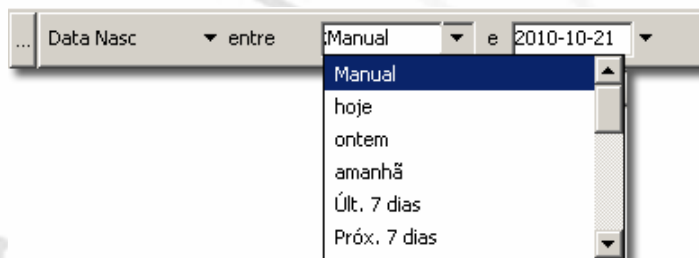 ... Data Nasc entre :Manual e 2010-10-21
Manual
hoje
ontem
amanhã
Últ. 7 dias
Próx. 7 dias